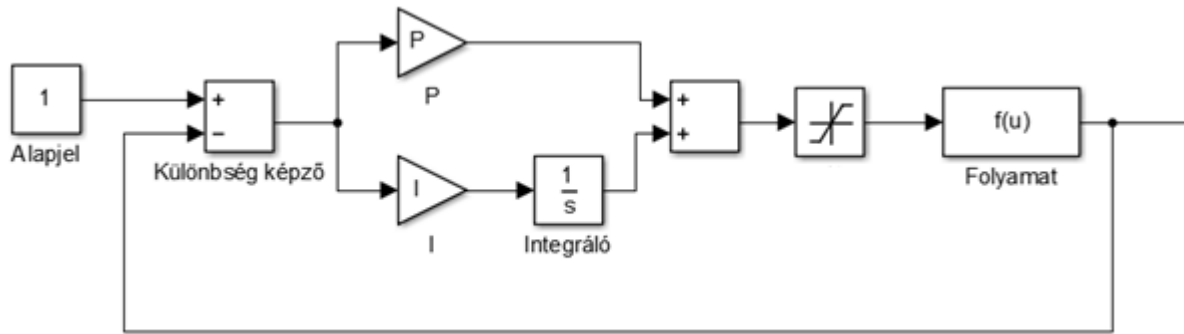 1
Alapjel
+
−
Különbség képző
P
P
I
I
1
s
Integráló
+
+
f(u)
Folyamat